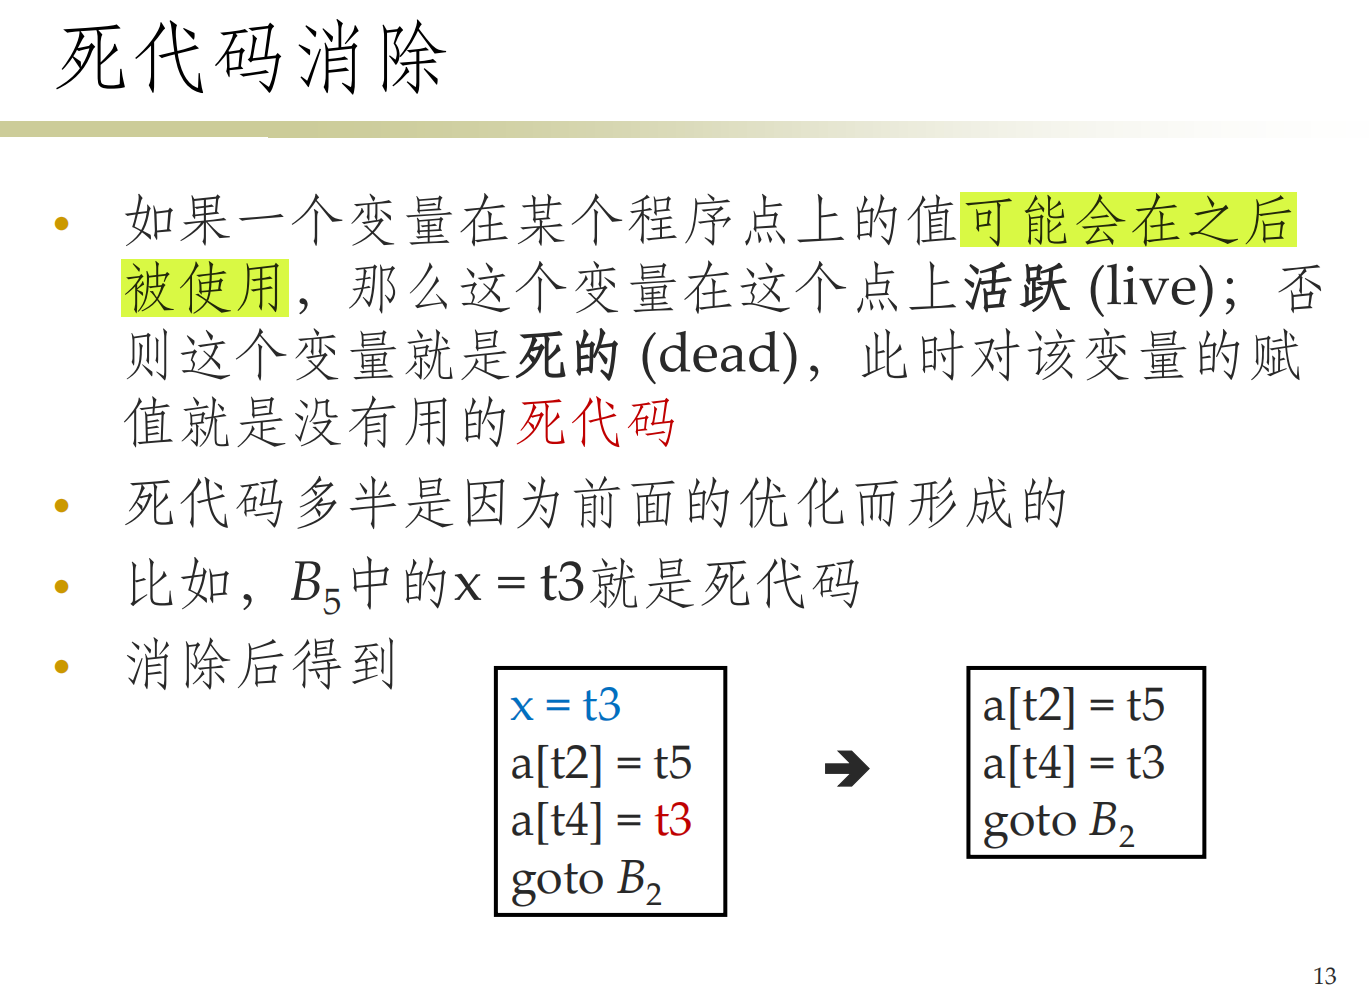 死代码消除
• 如果一个变量在某个程序点上的值可能会在之后
被使用，那么这个变量在这个点上活跃 (live)；否
则这个变量就是死的 (dead)，此时对该变量的赋
值就是没有用的死代码
• 死代码多半是因为前面的优化而形成的
• 比如，B5中的x = t3就是死代码
• 消除后得到
x = t3
a[t2] = t5
a[t4] = t3
goto B2
➔
a[t2] = t5
a[t4] = t3
goto B2
13